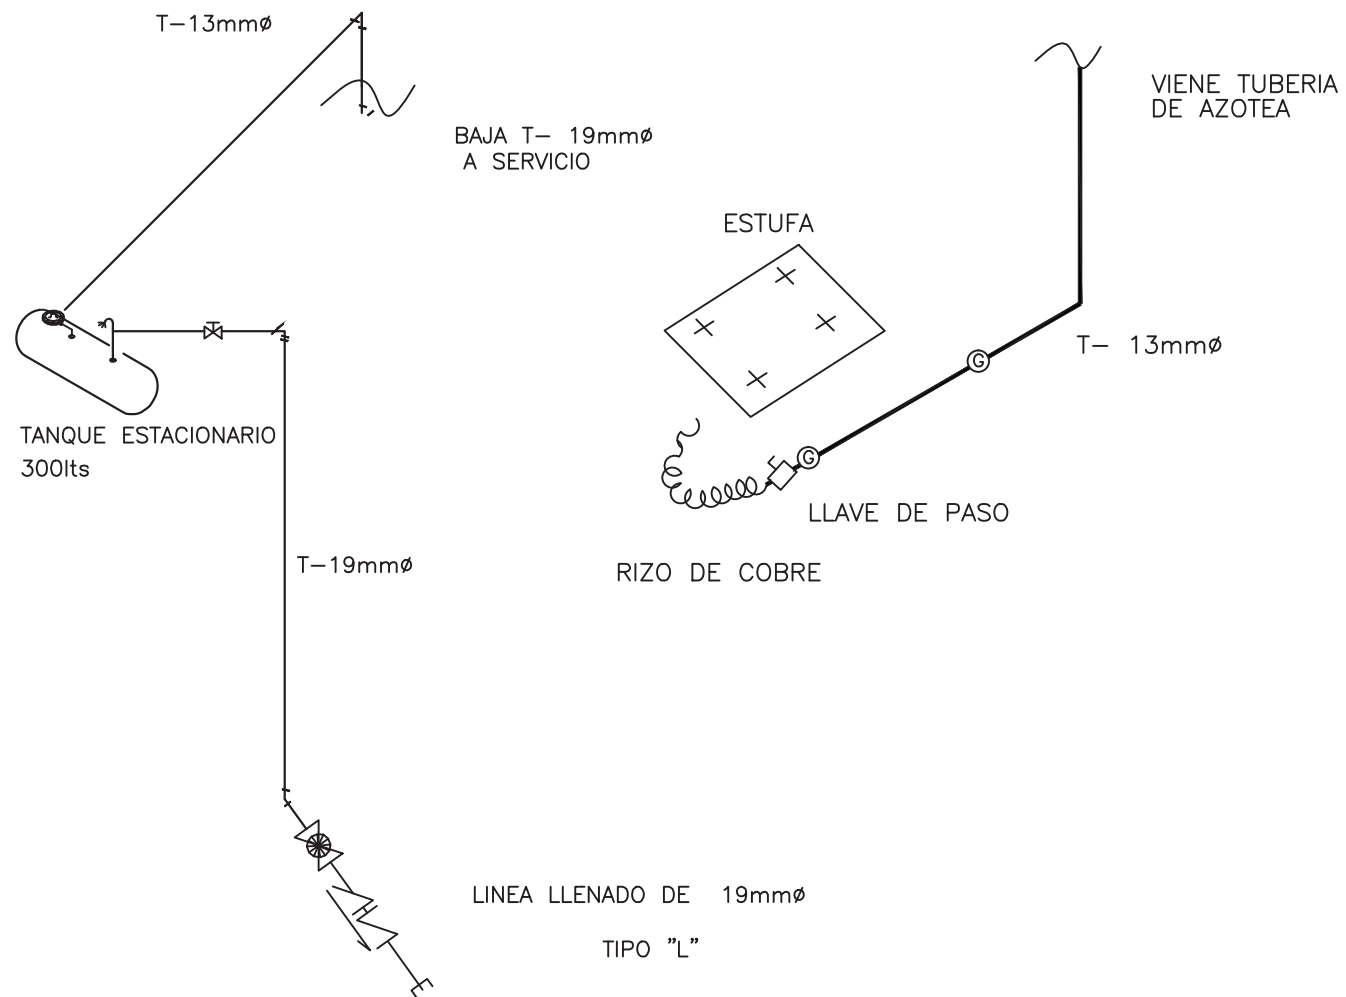 T-13mmø
BAJA T- 19mmø
A SERVICIO
VIENE TUBERIA
DE AZOTEA
ESTUFA
T- 13mmø
G
G
TANQUE ESTACIONARIO
300lts
LLAVE DE PASO
RIZO DE COBRE
T-19mmø
LINEA LLENADO DE 19mmø
TIPO "L"